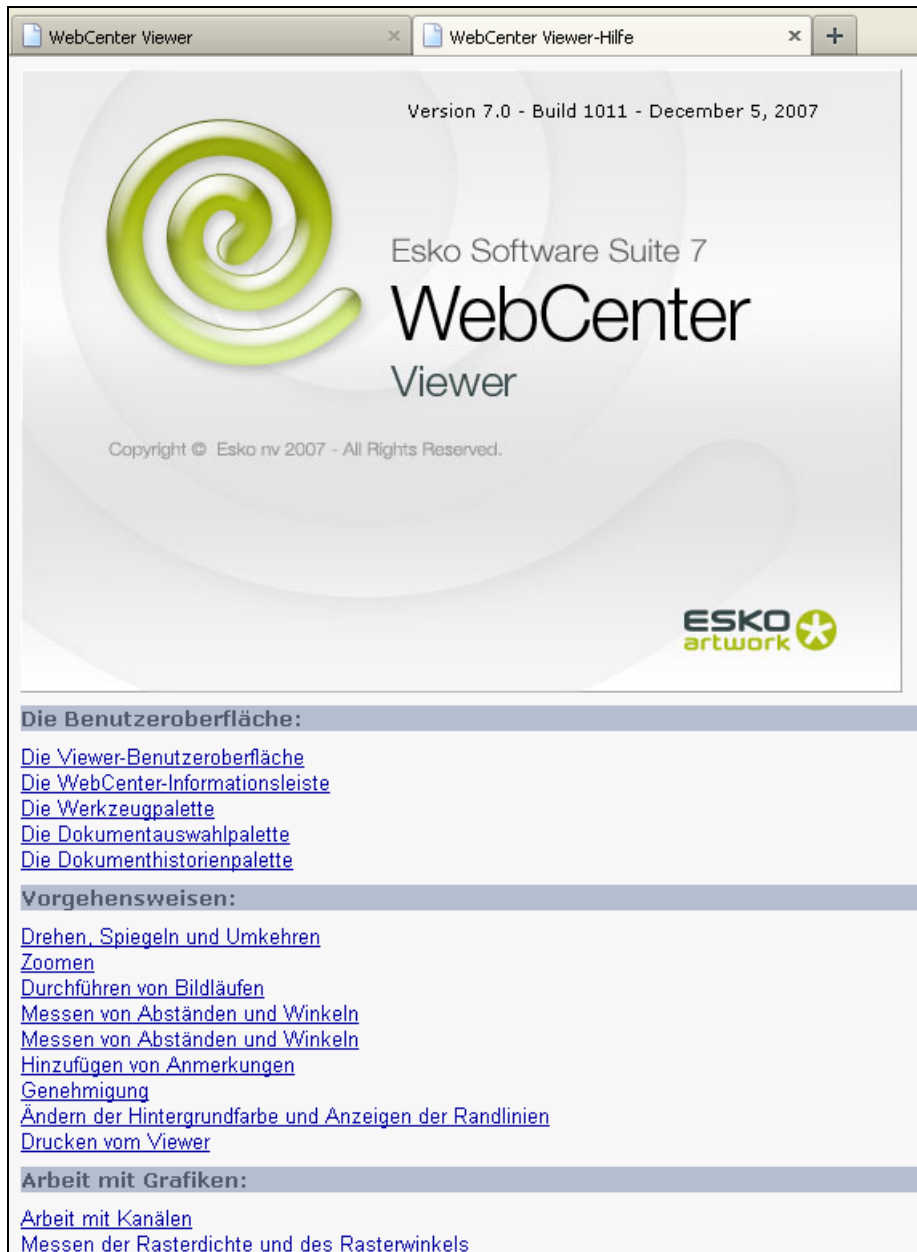 WebCenter Viewer
WebCenter Viewer-Hilfe
Version 7.0 - Build 1011 - December 5, 2007
Esko Software Suite 7
WebCenter
Viewer
Copyright © Esko nv 2007 - All Rights Reserved.
ESKO
artwork
Die Benutzeroberfläche:
Die Viewer-Benutzeroberfläche
Die WebCenter-Informationsleiste
Die Werkzeugpalette
Die Dokumentauswahlpalette
Die Dokumenthistorienpalette
Vorgehensweisen:
Drehen, Spiegeln und Umkehren
Zoomen
Durchführen von Bildläufen
Messen von Abständen und Winkeln
Messen von Abständen und Winkeln
Hinzufügen von Anmerkungen
Genehmigung
Ändern der Hintergrundfarbe und Anzeigen der Randlinien
Drucken vom Viewer
Arbeit mit Grafiken:
Arbeit mit Kanälen
Messen der Rasterdichte und des Rasterwinkels